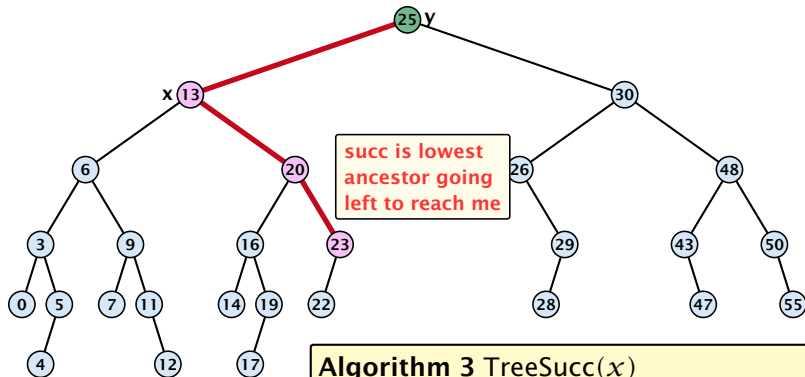 25 y
x 13 30
6 20 26 48
succ is lowest
ancestor going
left to reach me
3 9 16 23 29 43 50
0 5 7 11 14 19 22 28 47 55
4 12 17
Algorithm 3 TreeSucc(x)